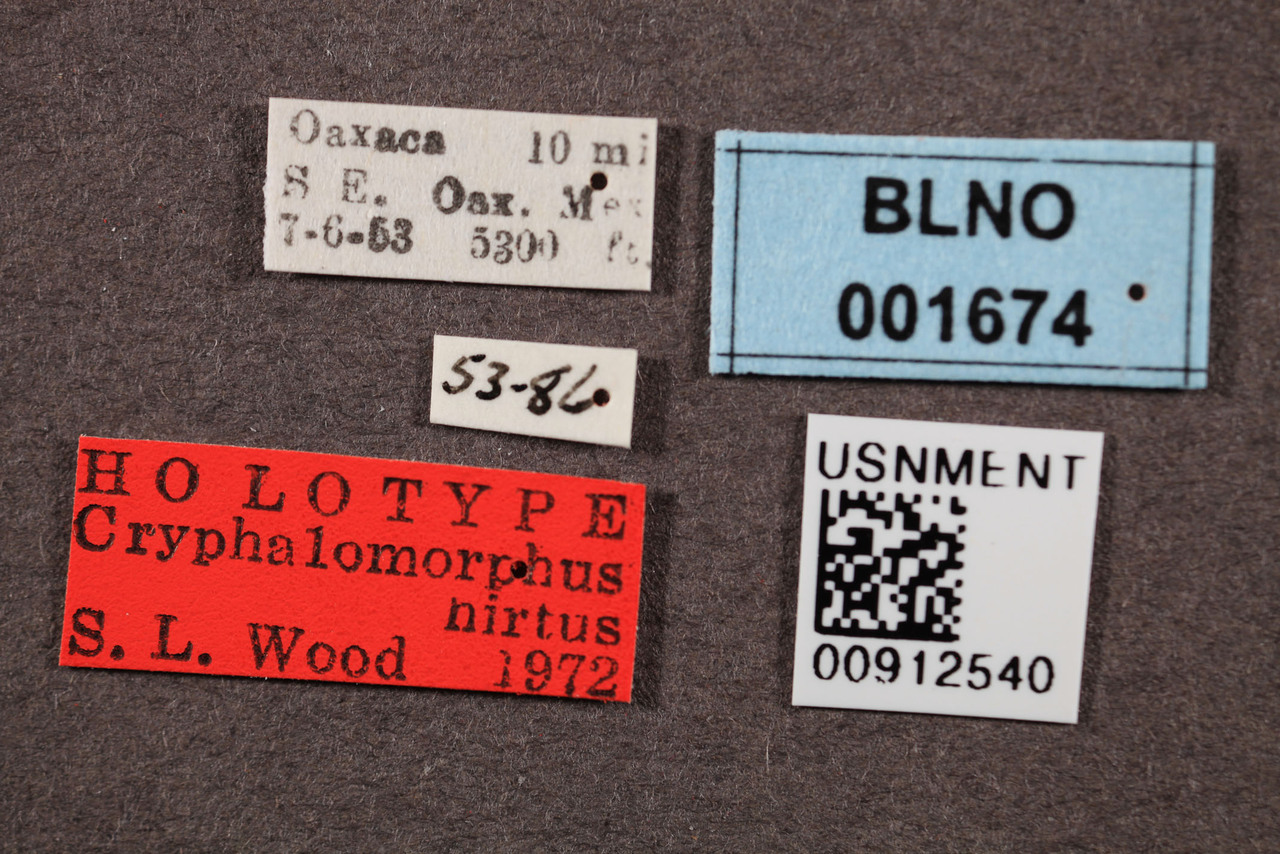 Oaxaca 10 mi
S E. Oax. Mex
7-6-53 5300 ft.
BLNO
001674
53-86
HOLOTYPE
Cryphalomorphus
hirtus
S. L. Wood 1972
USNMENT
00912540